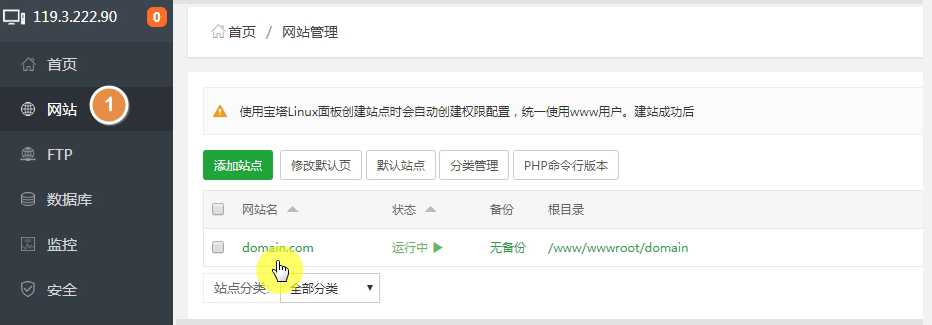 119.3.222.90 0
首页
网站 1
FTP
数据库
监控
安全
首页 / 网站管理
使用宝塔Linux面板创建站点时会自动创建权限配置，统一使用www用户。建站成功后
添加站点 修改默认页 默认站点 分类管理 PHP命令行版本
网站名 状态 备份 根目录
domain.com 运行中 无备份 /www/wwwroot/domain
站点分类: 全部分类